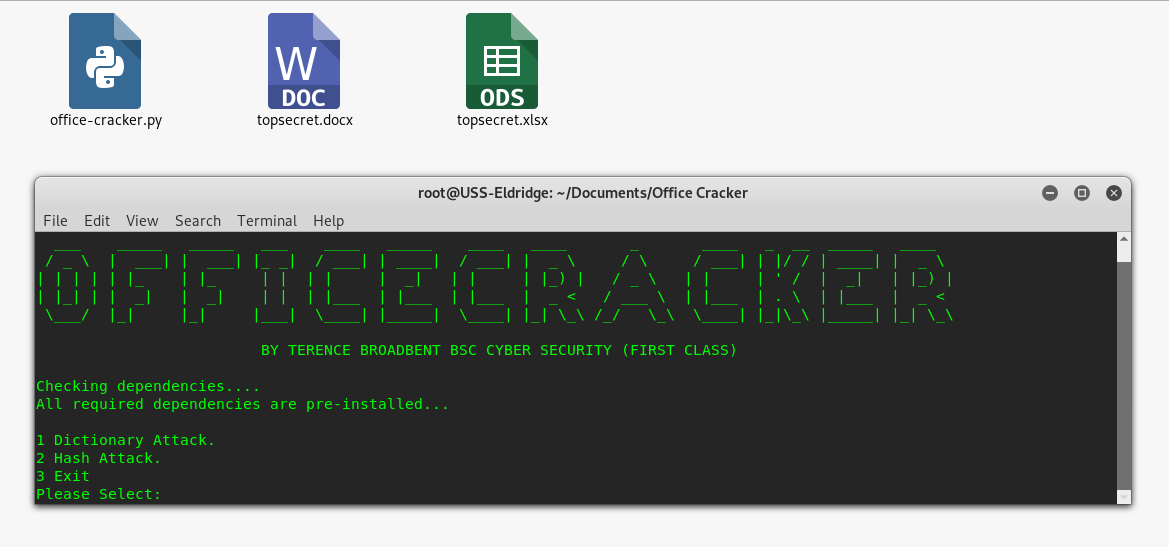 W
DOC
ODS
office-cracker.py
topsecret.docx
topsecret.xlsx
root@USS-Eldridge: ~/Documents/Office Cracker
File Edit View Search Terminal Help
OFFICECRACKER
BY TERENCE BROADBENT BSC CYBER SECURITY (FIRST CLASS)
Checking dependencies....
All required dependencies are pre-installed...
1 Dictionary Attack.
2 Hash Attack.
3 Exit
Please Select: